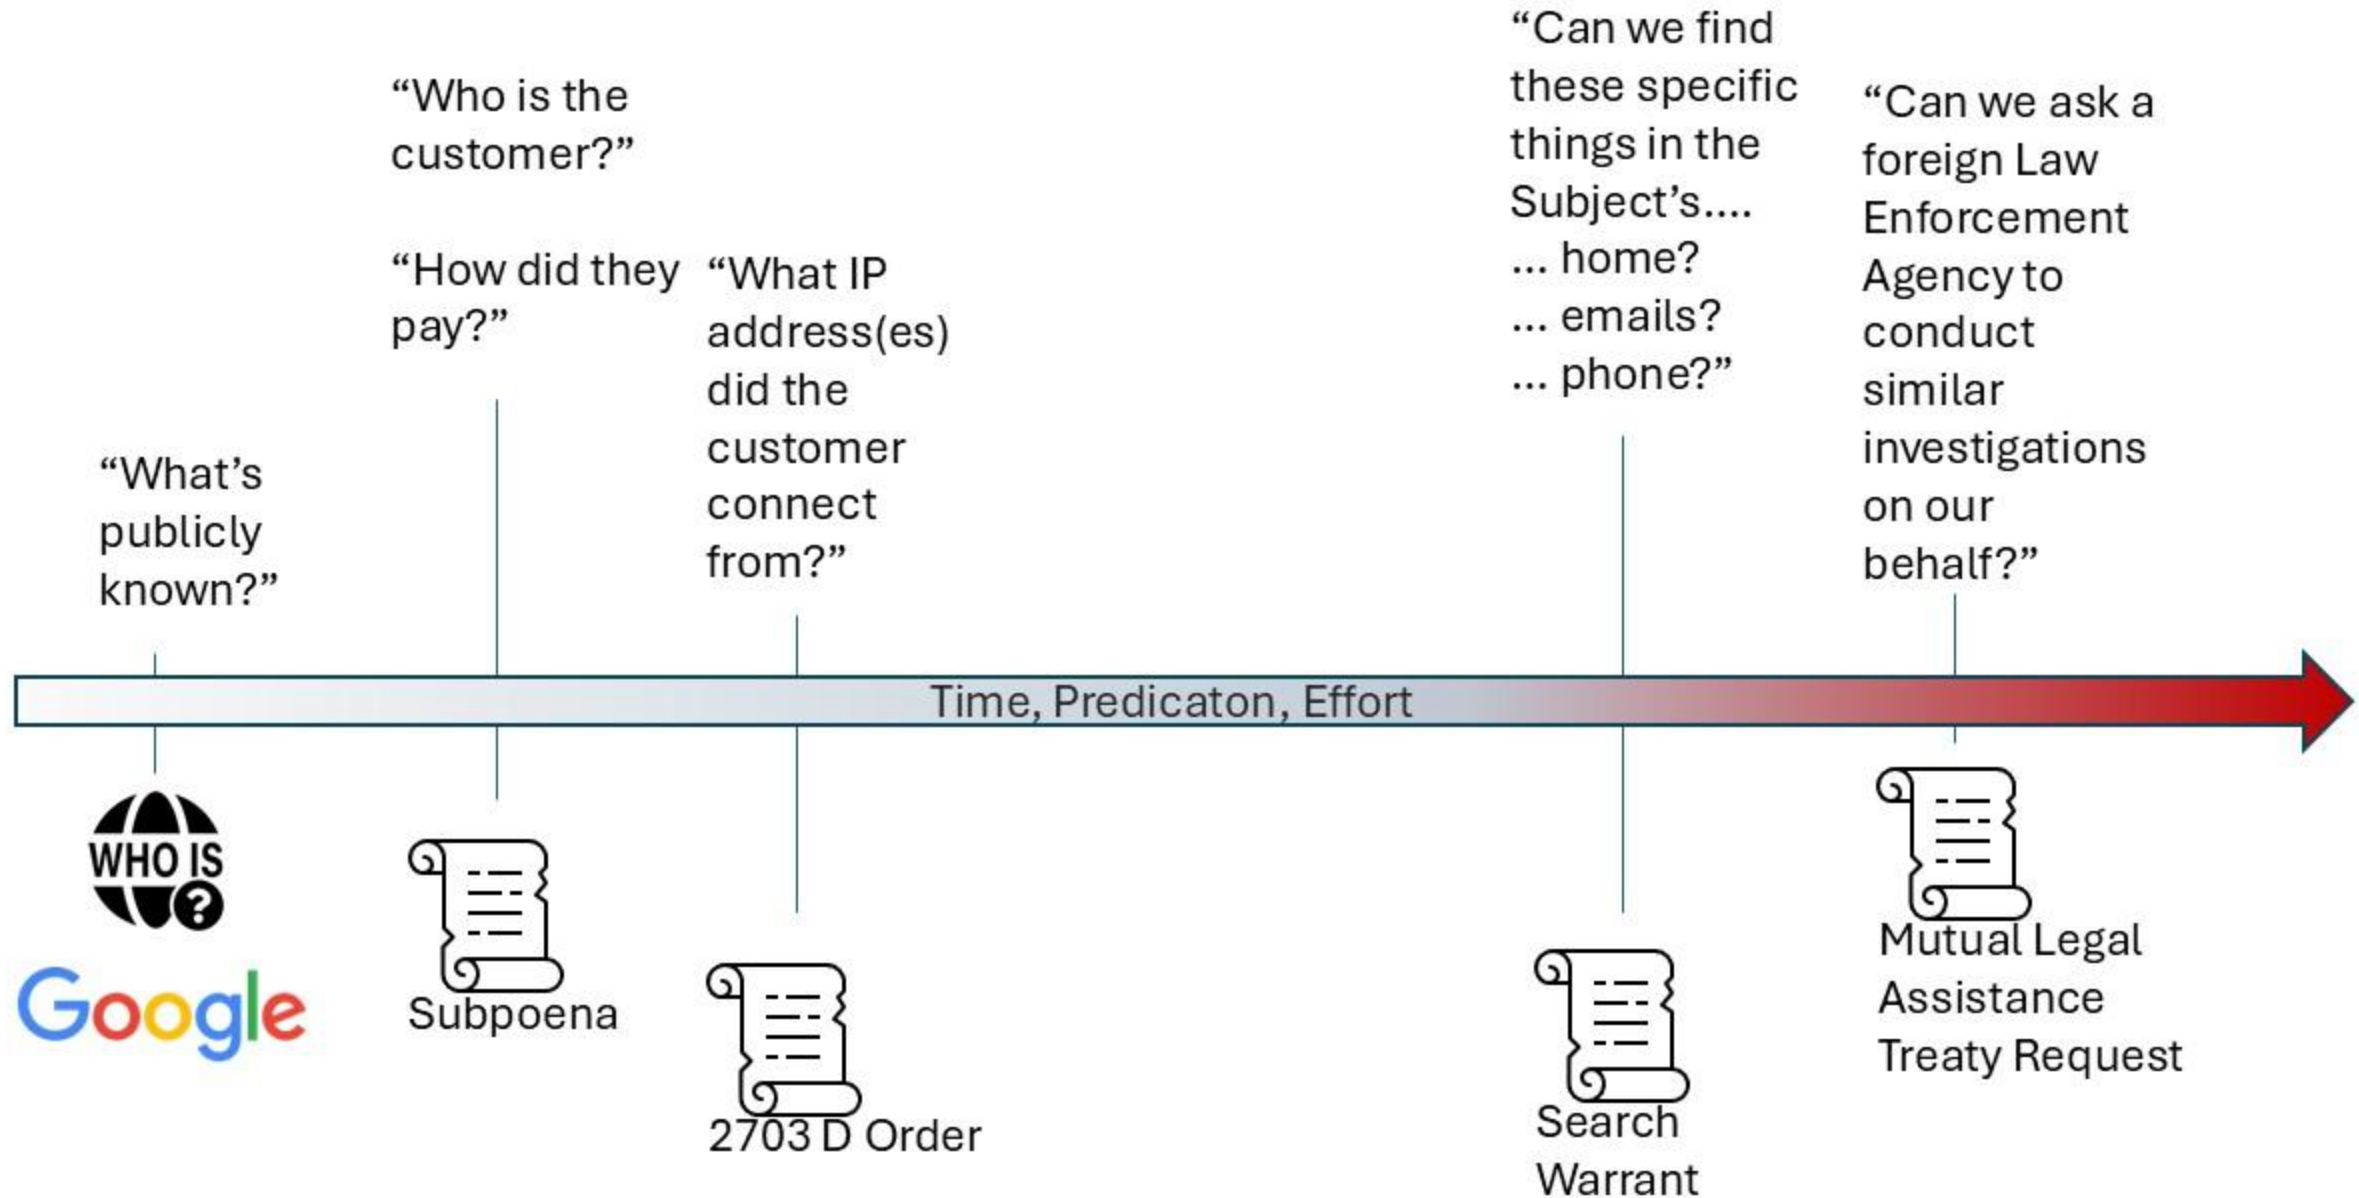 “What’s
publicly
known?”
“Who is the
customer?”
“How did they
pay?”
“What IP
address(es)
did the
customer
connect
from?”
“Can we find
these specific
things in the
Subject’s....
... home?
... emails?
... phone?”
“Can we ask a
foreign Law
Enforcement
Agency to
conduct
similar
investigations
on our
behalf?”
Time, Predicaton, Effort
WHO IS
?
Google
Subpoena
2703 D Order
Search
Warrant
Mutual Legal
Assistance
Treaty Request